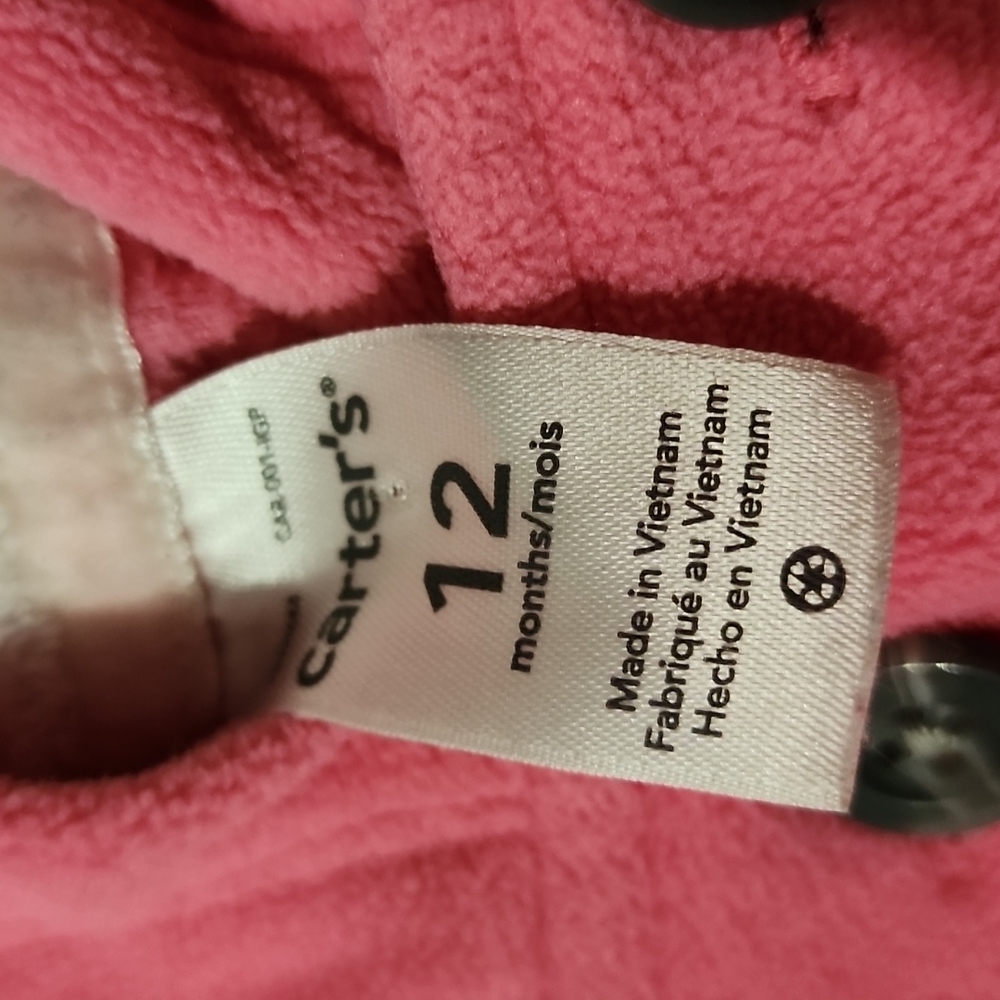 carter's®
12
months/mois
Made in Vietnam
Fabriqué au Vietnam
Hecho en Vietnam